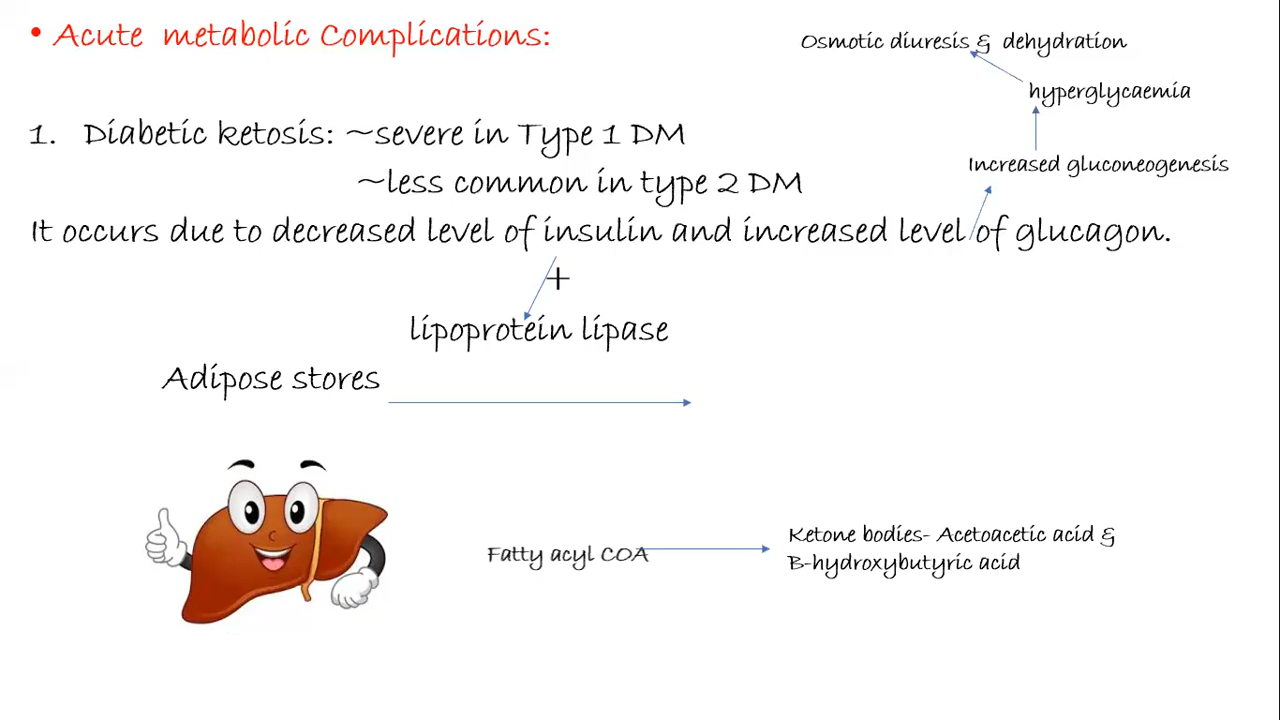 • Acute metabolic Complications:
Osmotic diuresis & dehydration
hyperglycaemia
1. Diabetic ketosis: ~severe in Type 1 DM
Increased gluconeogenesis
~less common in type 2 DM
It occurs due to decreased level of insulin and increased level of glucagon.
+
lipoprotein lipase
Adipose stores
Fatty acyl COA
Ketone bodies- Acetoacetic acid &
B-hydroxybutyric acid